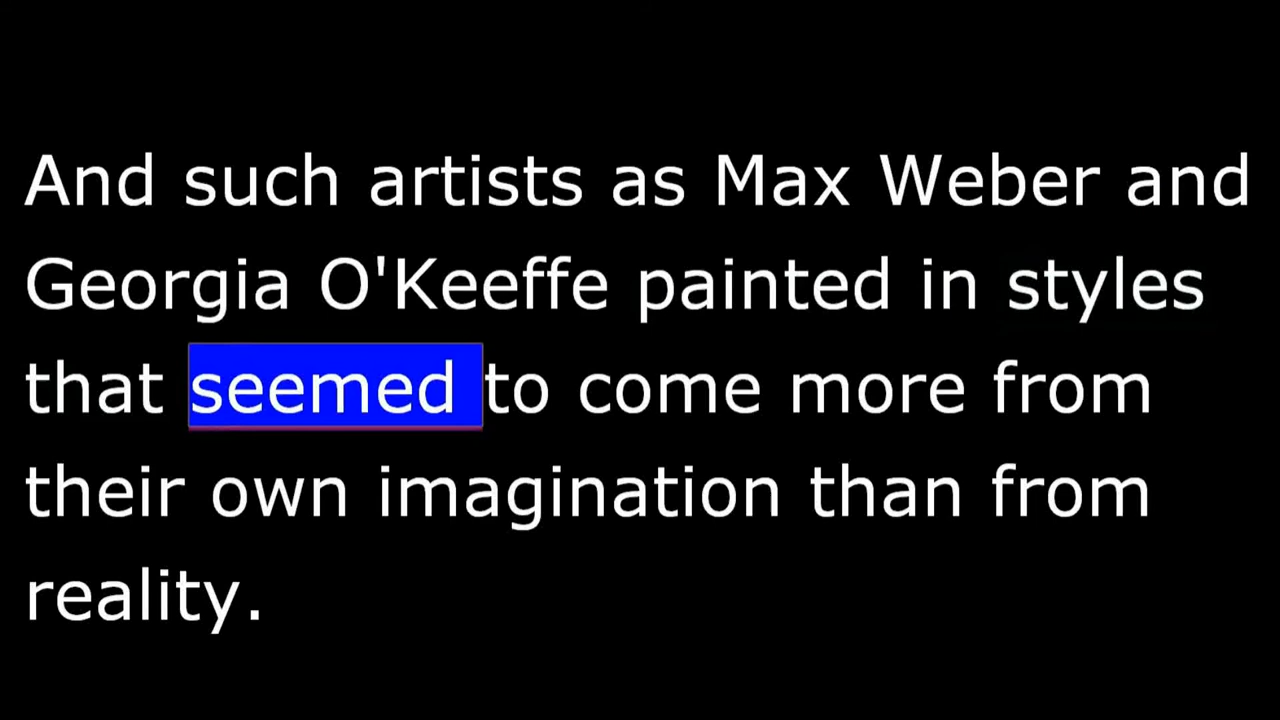 And such artists as Max Weber and
Georgia O'Keeffe painted in styles
that seemed to come more from
their own imagination than from
reality.